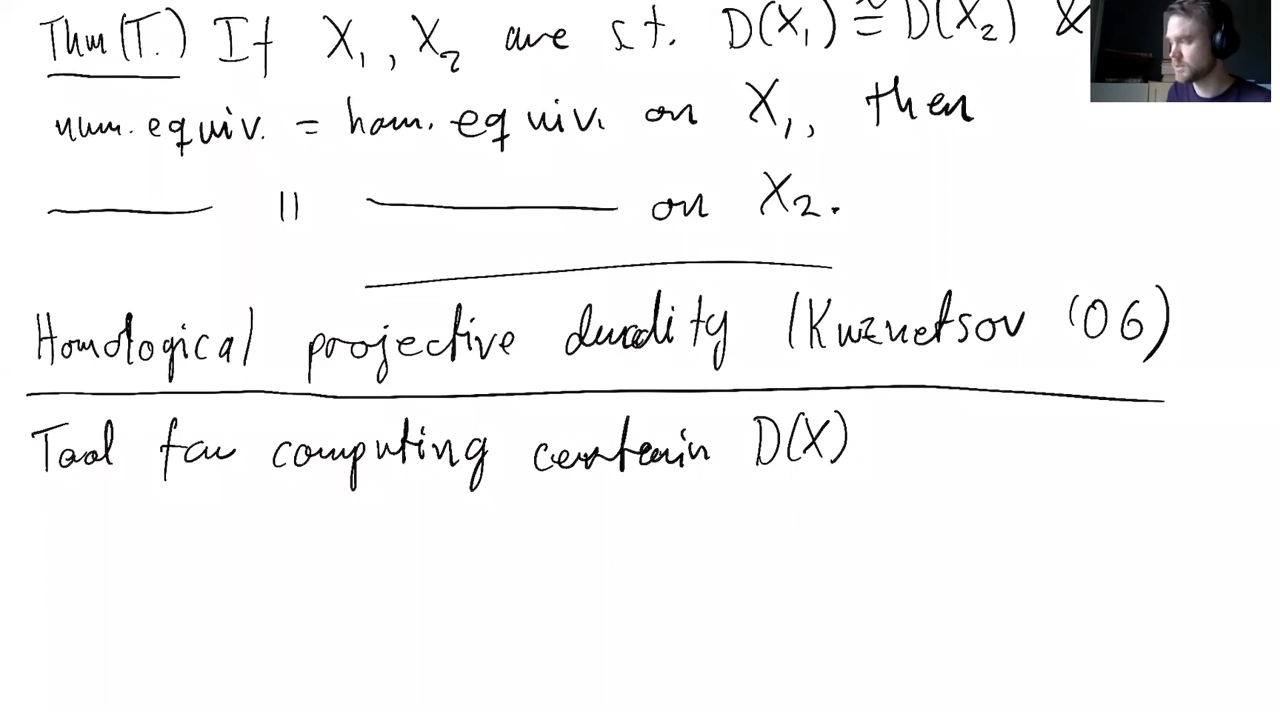 Thm (T.) If X₁, X₂ are s.t. D(X₁) ≅ D(X₂) &
num. equiv. = hom. equiv. on X₁, then
—— " —— on X₂.
Homological projective duality (Kuznetsov '06)
Tool for computing certain D(X)